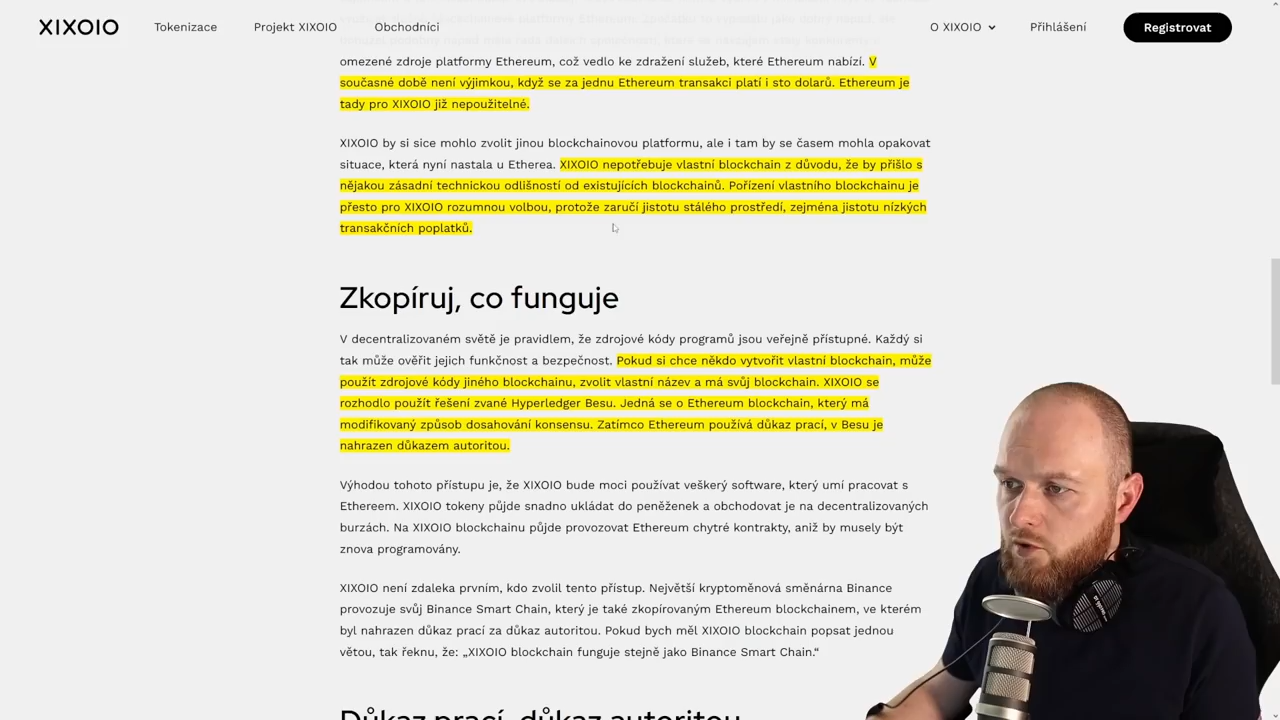 XIXOIO
Tokenizace
Projekt XIXOIO
Obchodníci
O XIXOIO
Přihlášení
Registrovat
omezené zdroje platformy Ethereum, což vedlo ke zdražení služeb, které Ethereum nabízí. V
současné době není výjimkou, když se za jednu Ethereum transakci platí i sto dolarů. Ethereum je
tady pro XIXOIO již nepoužitelné.
XIXOIO by si sice mohlo zvolit jinou blockchainovou platformu, ale i tam by se časem mohla opakovat
situace, která nyní nastala u Etherea. XIXOIO nepotřebuje vlastní blockchain z důvodu, že by přišlo s
nějakou zásadní technickou odlišností od existujících blockchainů. Pořízení vlastního blockchainu je
přesto pro XIXOIO rozumnou volbou, protože zaručí jistotu stálého prostředí, zejména jistotu nízkých
transakčních poplatků.
Zkopíruj, co funguje
V decentralizovaném světě je pravidlem, že zdrojové kódy programů jsou veřejně přístupné. Každý si
tak může ověřit jejich funkčnost a bezpečnost. Pokud si chce někdo vytvořit vlastní blockchain, může
použít zdrojové kódy jiného blockchainu, zvolit vlastní název a má svůj blockchain. XIXOIO se
rozhodlo použít řešení zvané Hyperledger Besu. Jedná se o Ethereum blockchain, který má
modifikovaný způsob dosahování konsensu. Zatímco Ethereum používá důkaz prací, v Besu je
nahrazen důkazem autoritou.
Výhodou tohoto přístupu je, že XIXOIO bude moci používat veškerý software, který umí pracovat s
Ethereem. XIXOIO tokeny půjde snadno ukládat do peněženek a obchodovat je na decentralizovaných
burzách. Na XIXOIO blockchainu půjde provozovat Ethereum chytré kontrakty, aniž by musely být
znova programovány.
XIXOIO není zdaleka prvním, kdo zvolil tento přístup. Největší kryptoměnová směnárna Binance
provozuje svůj Binance Smart Chain, který je také zkopírovaným Ethereum blockchainem, ve kterém
byl nahrazen důkaz prací za důkaz autoritou. Pokud bych měl XIXOIO blockchain popsat jednou
větou, tak řeknu, že: „XIXOIO blockchain funguje stejně jako Binance Smart Chain.“
Důkaz prací, důkaz autoritou